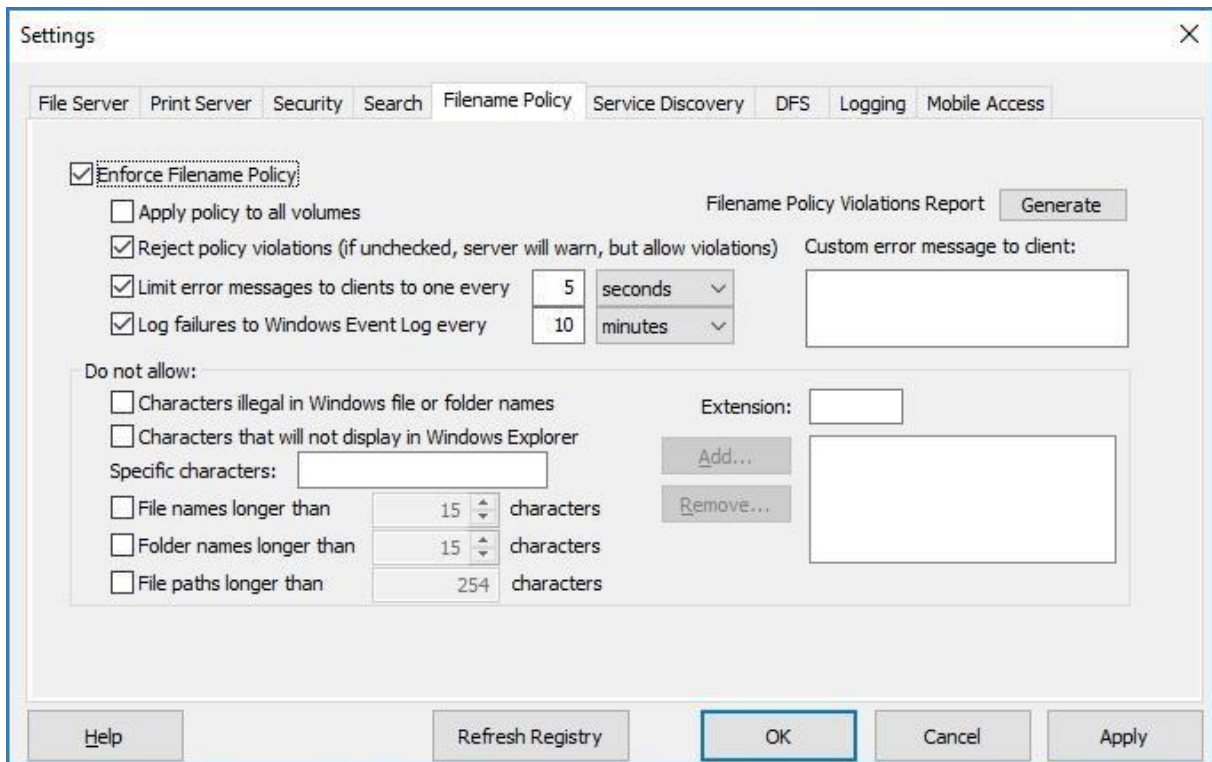 Settings
File Server Print Server Security Search Filename Policy Service Discovery DFS Logging Mobile Access
Enforce Filename Policy
Apply policy to all volumes
Filename Policy Violations Report Generate
Reject policy violations (if unchecked, server will warn, but allow violations)
Custom error message to client:
Limit error messages to clients to one every 5 seconds
Log failures to Windows Event Log every 10 minutes
Do not allow:
Characters illegal in Windows file or folder names
Extension:
Characters that will not display in Windows Explorer
Add...
Specific characters:
File names longer than 15 characters
Remove...
Folder names longer than 15 characters
File paths longer than 254 characters
Help Refresh Registry OK Cancel Apply